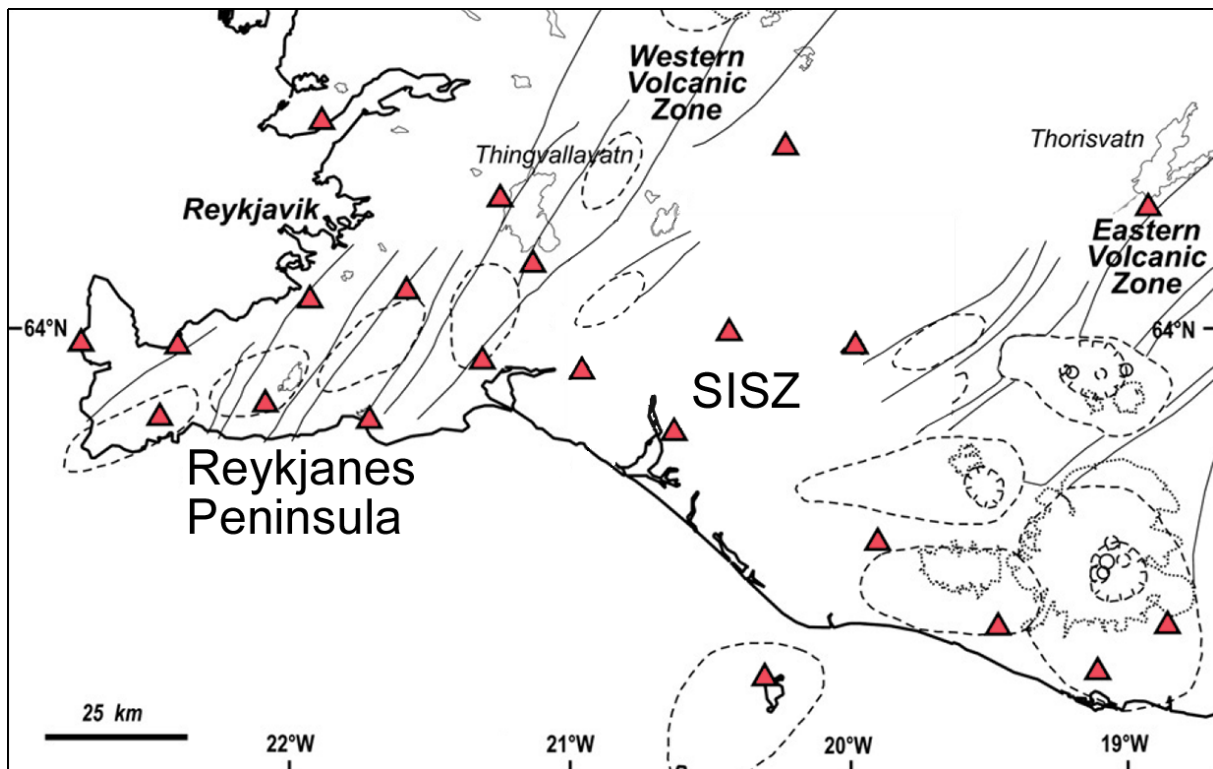 Western
Volcanic
Zone
Thingvallavatn
Thorisvatn
Reykjavik
Eastern
Volcanic
Zone
64°N
64°N
SISZ
Reykjanes
Peninsula
25 km
22°W
21°W
20°W
19°W